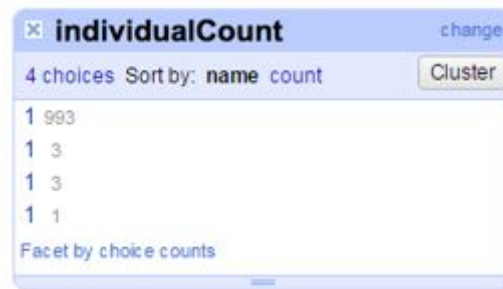 individualCount change
4 choices Sort by: name count Cluster
1 993
1 3
1 3
1 1
Facet by choice counts